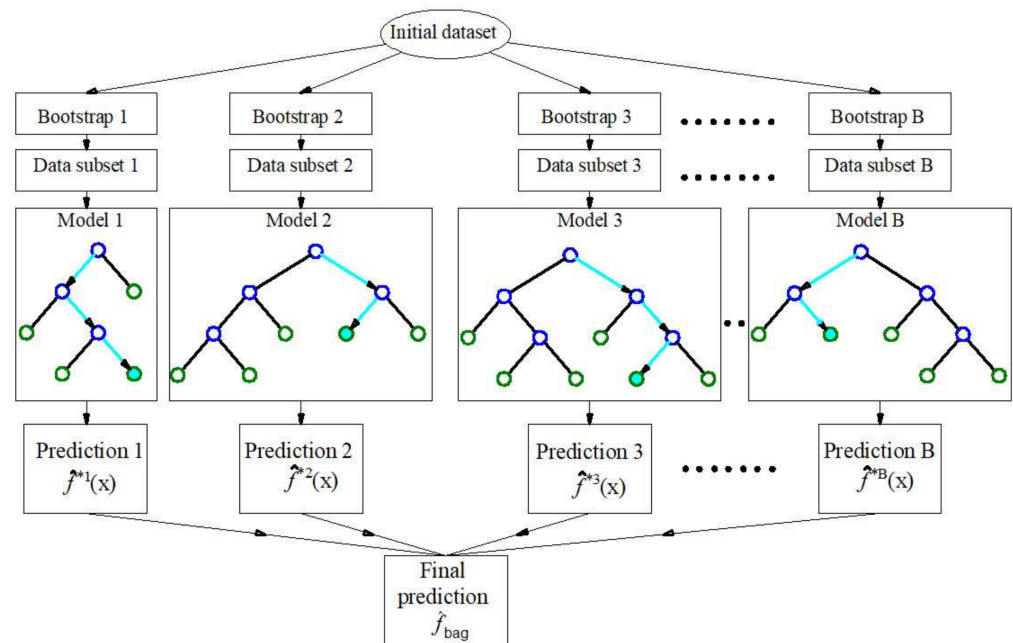 Initial dataset
Bootstrap 1
Bootstrap 2
Bootstrap 3
Bootstrap B
Data subset 1
Data subset 2
Data subset 3
Data subset B
Model 1
Model 2
Model 3
Model B
Prediction 1
f̂*1(x)
Prediction 2
f̂*2(x)
Prediction 3
f̂*3(x)
Prediction B
f̂*B(x)
Final
prediction
f̂bag